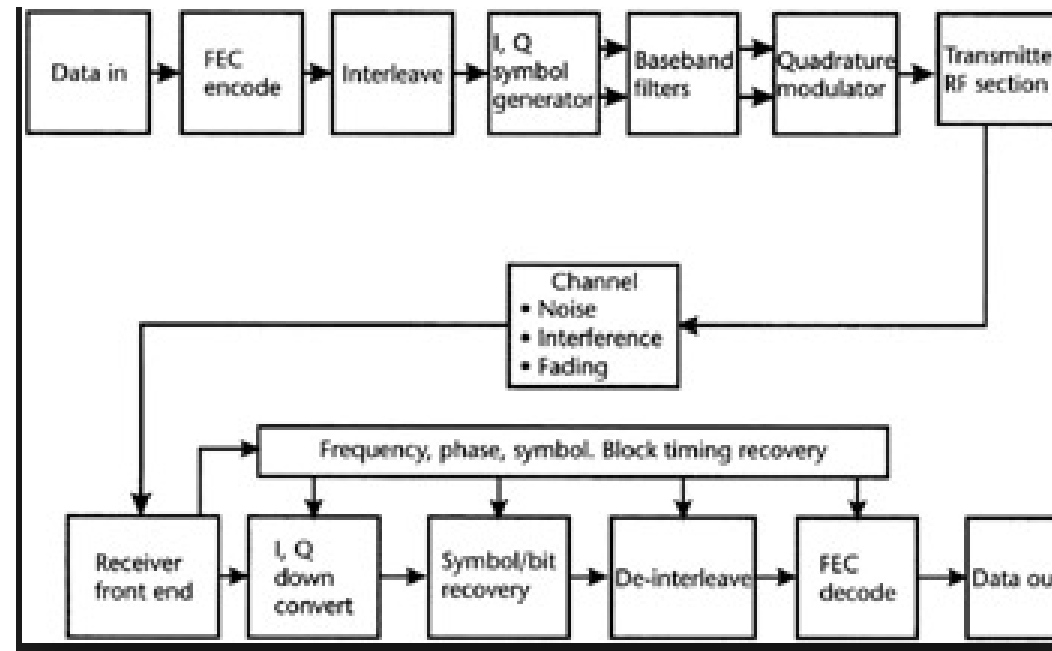 Data in
FEC
encode
Interleave
I, Q
symbol
generator
Baseband
filters
Quadrature
modulator
Transmitte
RF section
Channel
• Noise
• Interference
• Fading
Frequency, phase, symbol. Block timing recovery
Receiver
front end
I, Q
down
convert
Symbol/bit
recovery
De-interleave
FEC
decode
Data ou